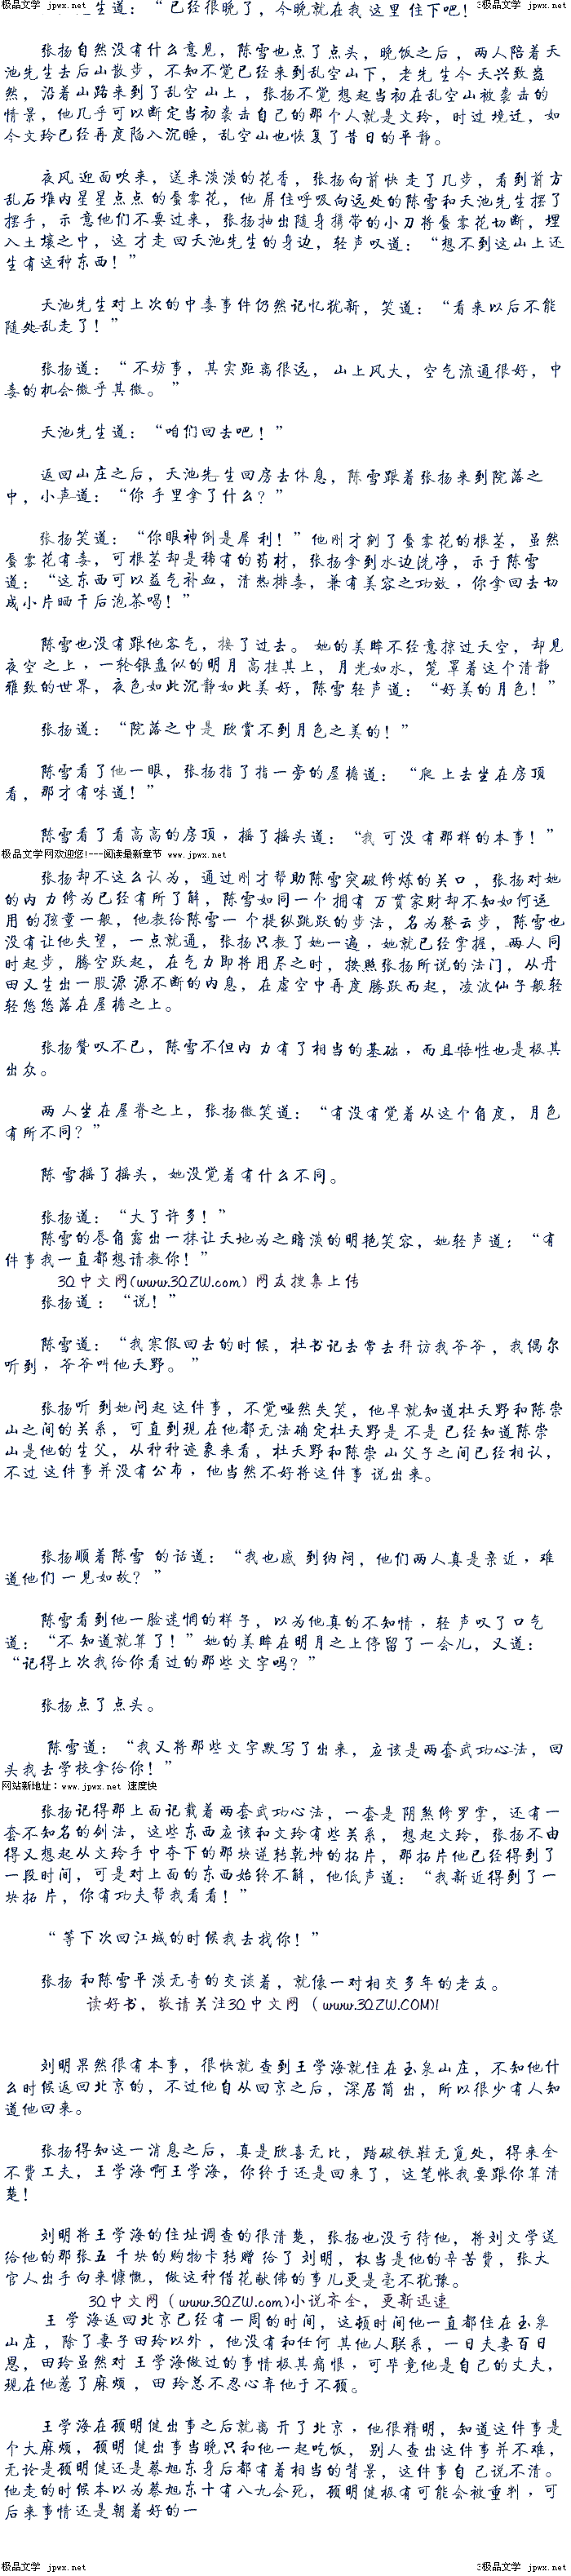 极品文学 jpwx.net 极品文学 jpwx.net
生道：“已经很晚了，今晚就在我这里住下吧！
张扬自然没有什么意见，陈雪也点了点头，晚饭之后，两人陪着天
池先生去后山散步，不知不觉已经来到乱空山下，老先生今天兴致盎
然，沿着山路来到了乱空山上，张扬不觉想起当初在乱空山被袭击的
情景，他几乎可以断定当初袭击自己的那个人就是文玲，时过境迁，如
今文玲已经再度陷入沉睡，乱空山也恢复了昔日的平静。
夜风迎面吹来，送来淡淡的花香，张扬向前快走了几步，看到前方
乱石堆内星星点点的蜃雾花，他屏住呼吸向远处的陈雪和天池先生摆了
摆手，示意他们不要过来，张扬抽出随身携带的小刀将蜃雾花切断，埋
入土壤之中，这才走回天池先生的身边，轻声叹道：“想不到这山上还
生有这种东西！”
天池先生对上次的中毒事件仍然记忆犹新，笑道：“看来以后不能
随处乱走了！”
张扬道：“不妨事，其实距离很远，山上风大，空气流通很好，中
毒的机会微乎其微。”
天池先生道：“咱们回去吧！”
返回山庄之后，天池先生回房去休息，陈雪跟着张扬来到院落之
中，小声道：“你手里拿了什么？”
张扬笑道：“你眼神倒是犀利！”他刚才剜了蜃雾花的根茎，虽然
蜃雾花有毒，可根茎却是稀有的药材，张扬拿到水边洗净，示于陈雪
道：“这东西可以益气补血，清热排毒，兼有美容之功效，你拿回去切
成小片晒干后泡茶喝！”
陈雪也没有跟他客气，接了过去。她的美眸不经意掠过天空，却见
夜空之上，一轮银盘似的明月高挂其上，月光如水，笼罩着这个清静
雅致的世界，夜色如此沉静如此美好，陈雪轻声道：“好美的月色！”
张扬道：“院落之中是欣赏不到月色之美的！”
陈雪看了他一眼，张扬指了指一旁的屋檐道：“爬上去坐在房顶
看，那才有味道！”
陈雪看了看高高的房顶，摇了摇头道：“我可没有那样的本事！”
极品文学网欢迎您！---阅读最新章节 www.jpwx.net
张扬却不这么认为，通过刚才帮助陈雪突破修炼的关口，张扬对她
的内力修为已经有所了解，陈雪如同一个拥有万贯家财却不知如何运
用的孩童一般，他教给陈雪一个提纵跳跃的步法，名为登云步，陈雪也
没有让他失望，一点就通，张扬只教了她一遍，她就已经掌握，两人同
时起步，腾空跃起，在气力即将用尽之时，按照张扬所说的法门，从丹
田又生出一股源源不断的内息，在虚空中再度腾跃而起，凌波仙子般轻
轻悠悠落在屋檐之上。
张扬赞叹不已，陈雪不但内力有了相当的基础，而且悟性也是极其
出众。
两人坐在屋脊之上，张扬微笑道：“有没有觉着从这个角度，月色
有所不同？”
陈雪摇了摇头，她没觉着有什么不同。
张扬道：“大了许多！”
陈雪的唇角露出一抹让天地为之暗淡的明艳笑容，她轻声道：“有
件事我一直都想请教你！”
3Q中文网(www.3QZW.com) 网友搜集上传
张扬道：“说！”
陈雪道：“我寒假回去的时候，杜书记去常去拜访我爷爷，我偶尔
听到，爷爷叫他天野。”
张扬听到她问起这件事，不觉哑然失笑，他早就知道杜天野和陈崇
山之间的关系，可直到现在他都无法确定杜天野是不是已经知道陈崇
山是他的生父，从种种迹象来看，杜天野和陈崇山父子之间已经相认，
不过这件事并没有公布，他当然不好将这件事说出来。
张扬顺着陈雪的话道：“我也感到纳闷，他们两人真是亲近，难
道他们一见如故？”
陈雪看到他一脸迷惘的样子，以为他真的不知情，轻声叹了口气
道：“不知道就算了！”她的美眸在明月之上停留了一会儿，又道：
“记得上次我给你看过的那些文字吗？”
张扬点了点头。
陈雪道：“我又将那些文字默写了出来，应该是两套武功心法，回
头我去学校拿给你！”
网站新地址：www.jpwx.net 速度快
张扬记得那上面记载着两套武功心法，一套是阴煞修罗掌，还有一
套不知名的剑法，这些东西应该和文玲有些关系，想起文玲，张扬不由
得又想起从文玲手中夺下的那块逆转乾坤的拓片，那拓片他已经得到了
一段时间，可是对上面的东西始终不解，他低声道：“我新近得到了一
块拓片，你有功夫帮我看看！”
“等下次回江城的时候我去找你！”
张扬和陈雪平淡无奇的交谈着，就像一对相交多年的老友。
读好书，敬请关注3Q中文网（www.3QZW.COM)!
刘明果然很有本事，很快就查到王学海就住在玉泉山庄，不知他什
么时候返回北京的，不过他自从回京之后，深居简出，所以很少有人知
道他回来。
张扬得知这一消息之后，真是欣喜无比，踏破铁鞋无觅处，得来全
不费工夫，王学海啊王学海，你终于还是回来了，这笔帐我要跟你算清
楚！
刘明将王学海的住址调查的很清楚，张扬也没亏待他，将刘文学送
给他的那张五千块的购物卡转赠给了刘明，权当是他的辛苦费，张大
官人出手向来慷慨，做这种借花献佛的事儿更是毫不犹豫。
3Q中文网（www.3QZW.com)小说齐全，更新迅速
王学海返回北京已经有一周的时间，这顿时间他一直都住在玉泉
山庄，除了妻子田玲以外，他没有和任何其他人联系，一日夫妻百日
恩，田玲虽然对王学海做过的事情极其痛恨，可毕竟他是自己的丈夫，
现在他惹了麻烦，田玲总不忍心弃他于不顾。
王学海在顾明健出事之后就离开了北京，他很精明，知道这件事是
个大麻烦，顾明健出事当晚只和他一起吃饭，别人查出这件事并不难，
无论是顾明健还是蔡旭东身后都有着相当的背景，这件事自己说不清。
他走的时候本以为蔡旭东十有八九会死，顾明健极有可能会被重判，可
后来事情还是朝着好的一
极品文学 jpwx.net 极品文学 jpwx.net